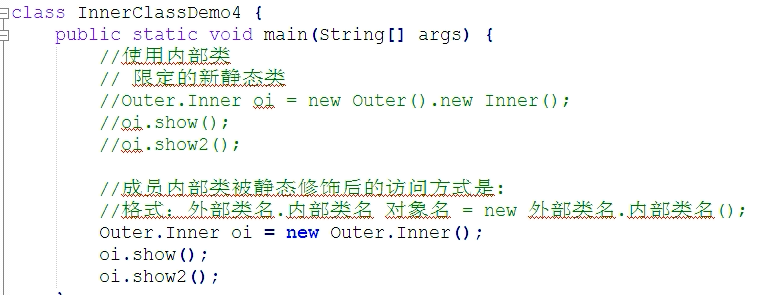 class InnerClassDemo4 {
public static void main(String[] args) {
//使用内部类
// 限定的新静态类
//Outer.Inner oi = new Outer().new Inner();
//oi.show();
//oi.show2();
//成员内部类被静态修饰后的访问方式是:
//格式：外部类名.内部类名 对象名 = new 外部类名.内部类名();
Outer.Inner oi = new Outer.Inner();
oi.show();
oi.show2();